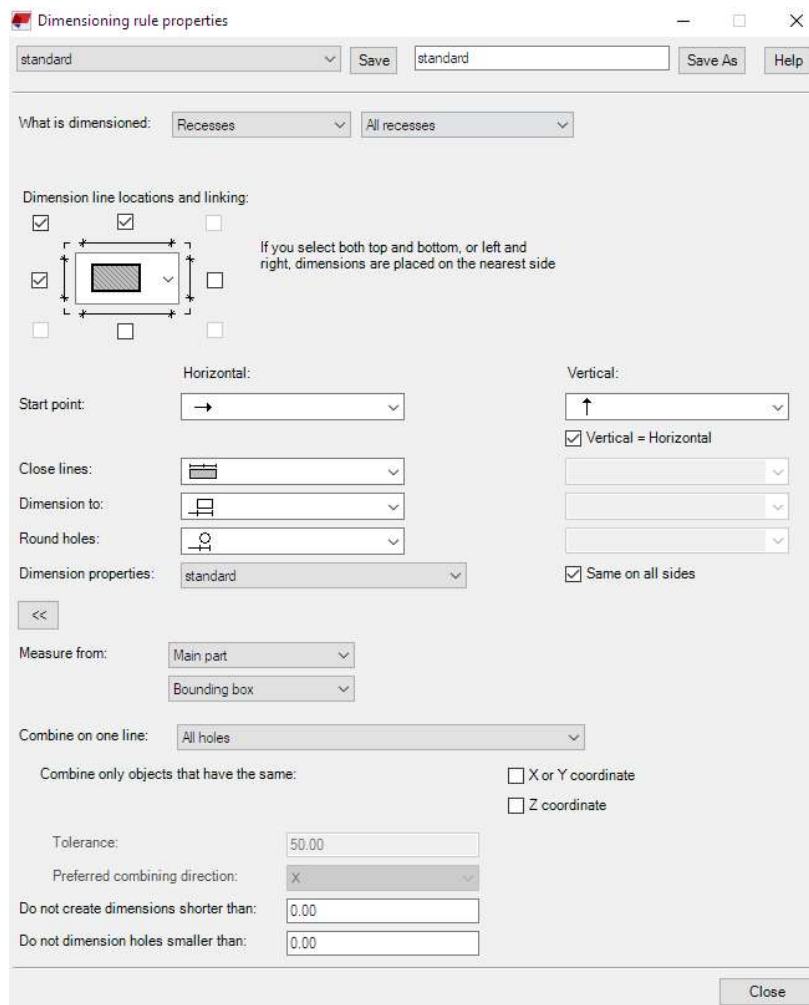 Dimensioning rule properties
standard Save standard Save As Help
What is dimensioned: Recesses All recesses
Dimension line locations and linking:
If you select both top and bottom, or left and
right, dimensions are placed on the nearest side
Horizontal: Vertical:
Start point:
Vertical = Horizontal
Close lines:
Dimension to:
Round holes:
Dimension properties: standard Same on all sides
<<
Measure from: Main part
Bounding box
Combine on one line: All holes
Combine only objects that have the same: X or Y coordinate
Z coordinate
Tolerance: 50.00
Preferred combining direction: X
Do not create dimensions shorter than: 0.00
Do not dimension holes smaller than: 0.00
Close